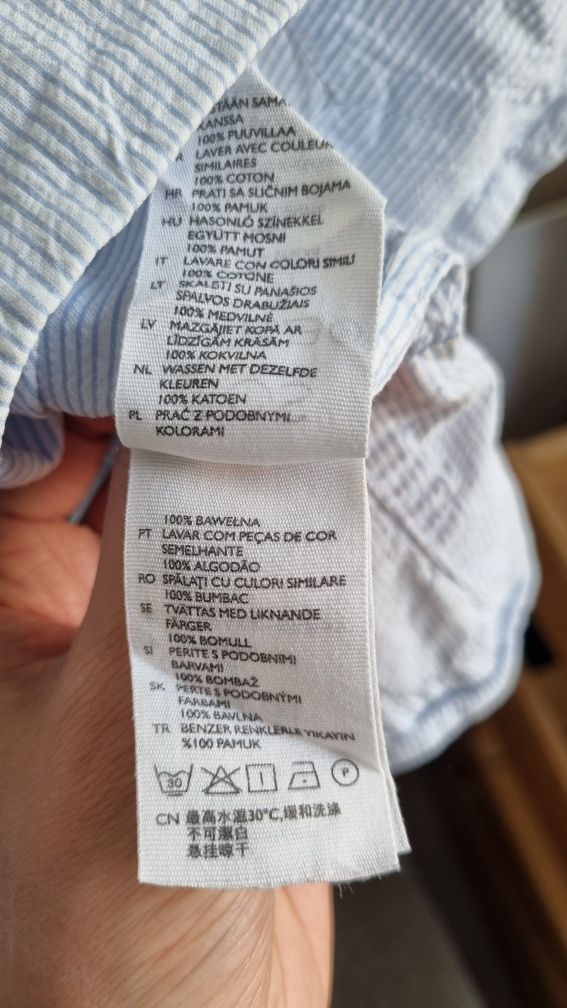 SAMA
KANSSA
100% PUUVILLAA
LAVER AVEC COULEUR
SIMILAIRES
100% COTON
HR PRATI SA SLIČNIM BOJAMA
100% PAMUK
HU HASONLÓ SZÍNEKKEL
EGYÜTT MOSNI
100% PAMUT
IT LAVARE CON COLORI SIMILI
100% COTONE
LT SKALBTI SU PANAŠIOS
SPALVOS DRABUŽIAIS
100% MEDVILNĖ
LV MAZGĀJIET KOPĀ AR
LĪDZĪGĀM KRĀSĀM
100% KOKVILNA
NL WASSEN MET DEZELFDE
KLEUREN
100% KATOEN
PL PRAĆ Z PODOBNYMI
KOLORAMI
100% BAWEŁNA
PT LAVAR COM PEÇAS DE COR
SEMELHANTE
100% ALGODÃO
RO SPĂLAȚI CU CULORI SIMILARE
100% BUMBAC
SE TVÄTTAS MED LIKNANDE
FÄRGER
100% BOMULL
SI PERITE S PODOBNIMI
BARVAMI
100% BOMBAŽ
SK PERTE S PODOBNÝMI
FARBAMI
100% BAVLNA
TR BENZER RENKLERLE YIKAYIN
%100 PAMUK
30 P
CN 最高水温30°C,缓和洗涤
不可漂白
悬挂晾干